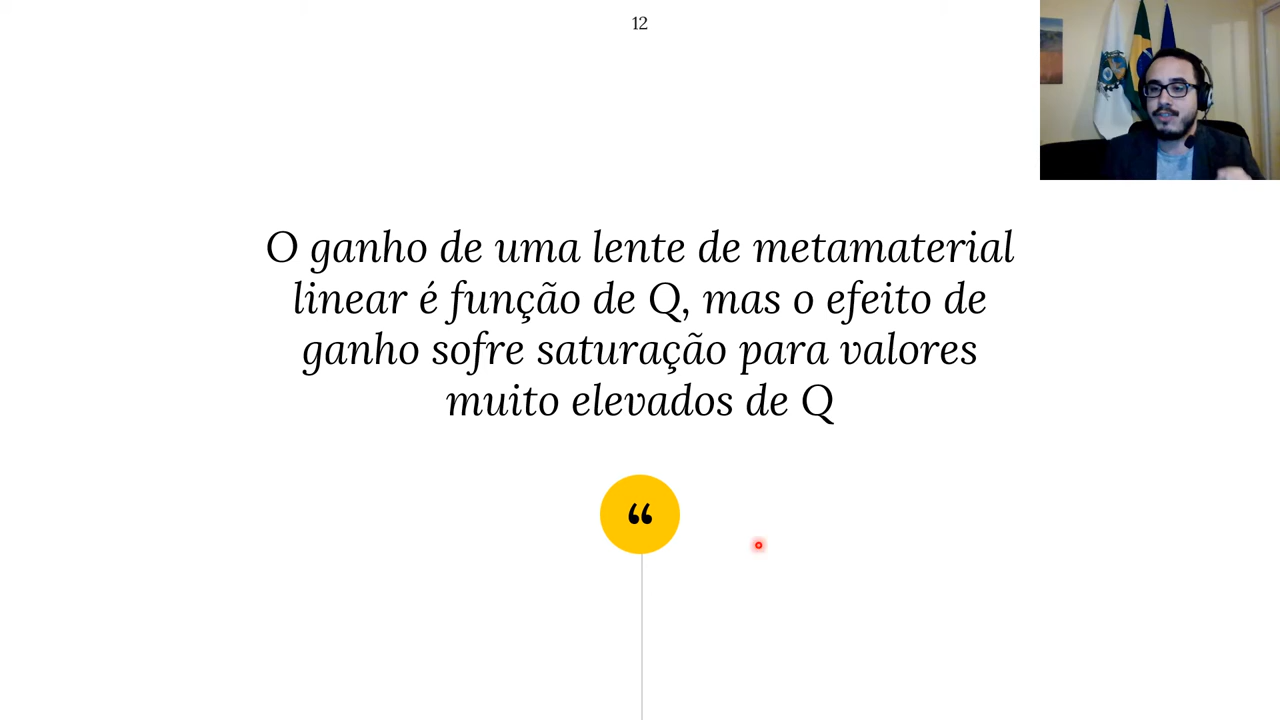 12
O ganho de uma lente de metamaterial
linear é função de Q, mas o efeito de
ganho sofre saturação para valores
muito elevados de Q
“